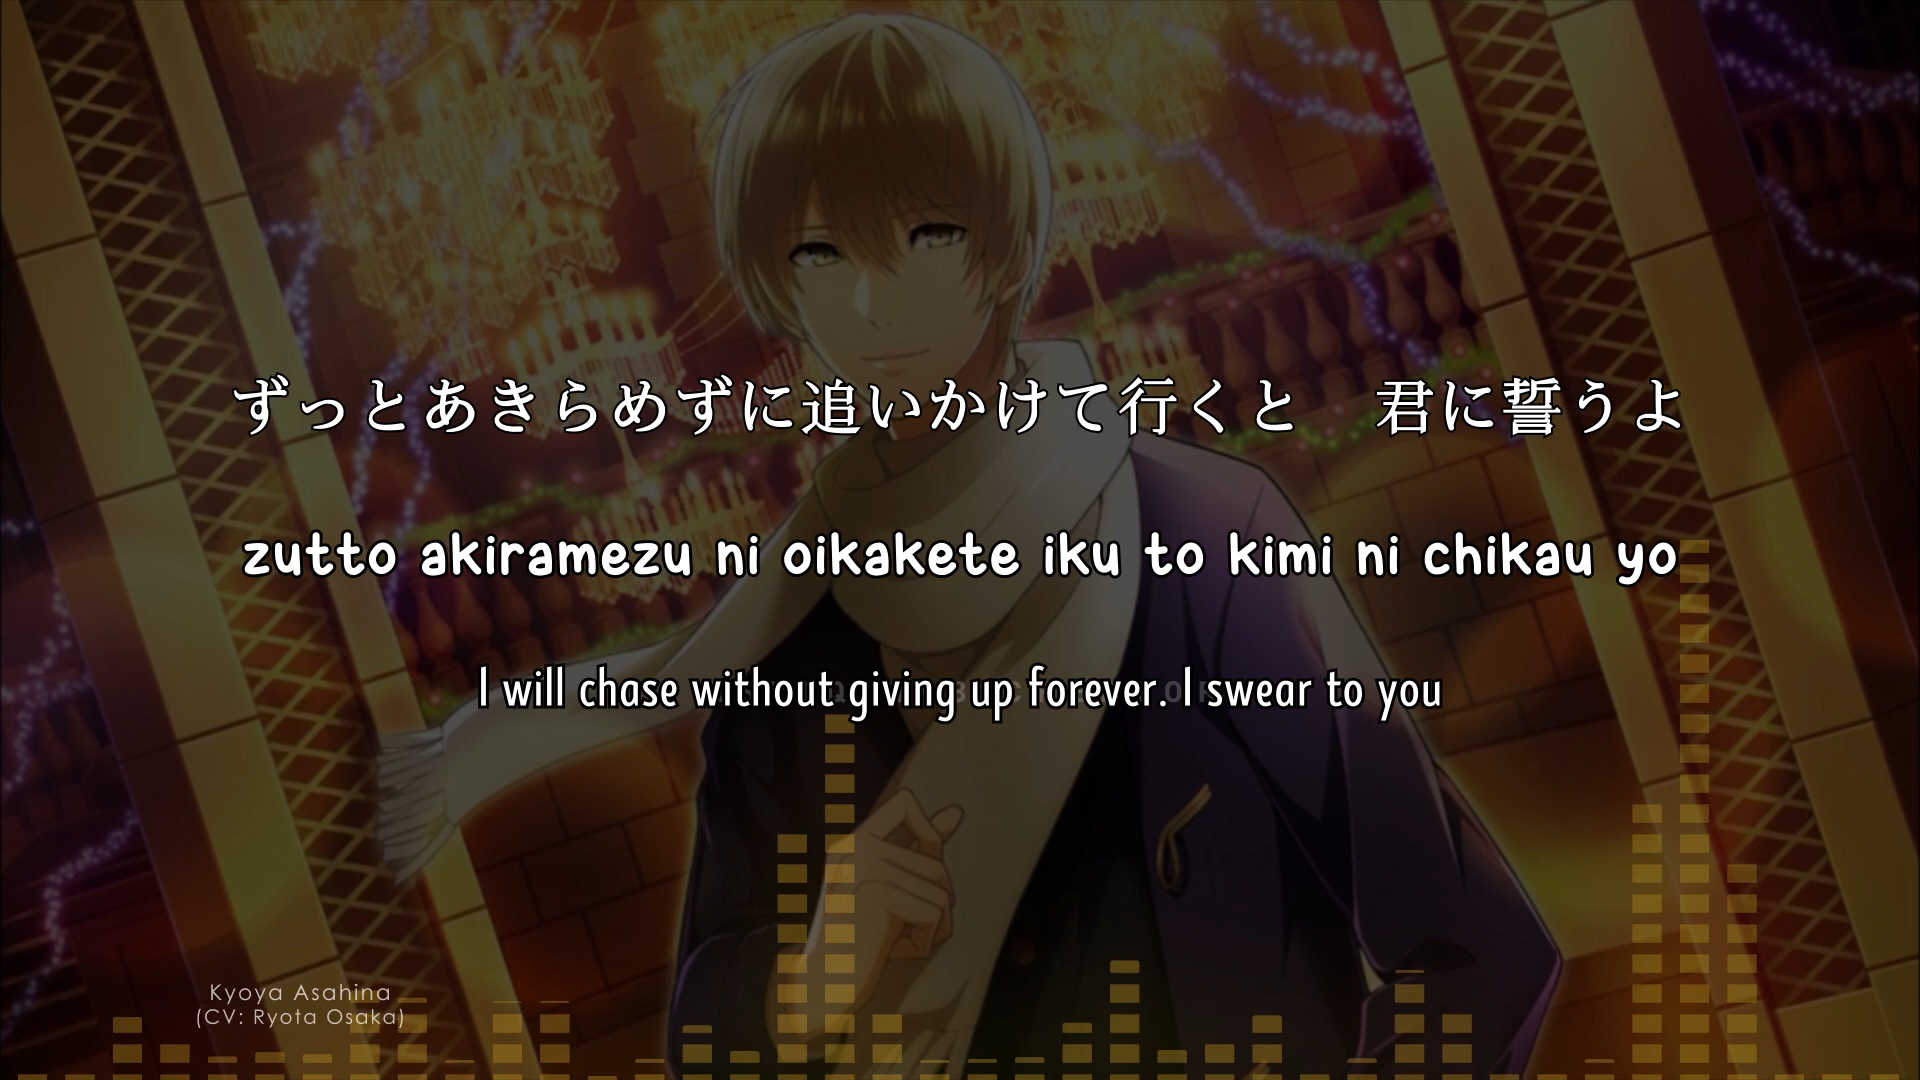 ずっとあきらめずに追いかけて行くと　君に誓うよ
zutto akiramezu ni oikakete iku to kimi ni chikau yo
I will chase without giving up forever. I swear to you
Kyoya Asahina
(CV: Ryota Osaka)